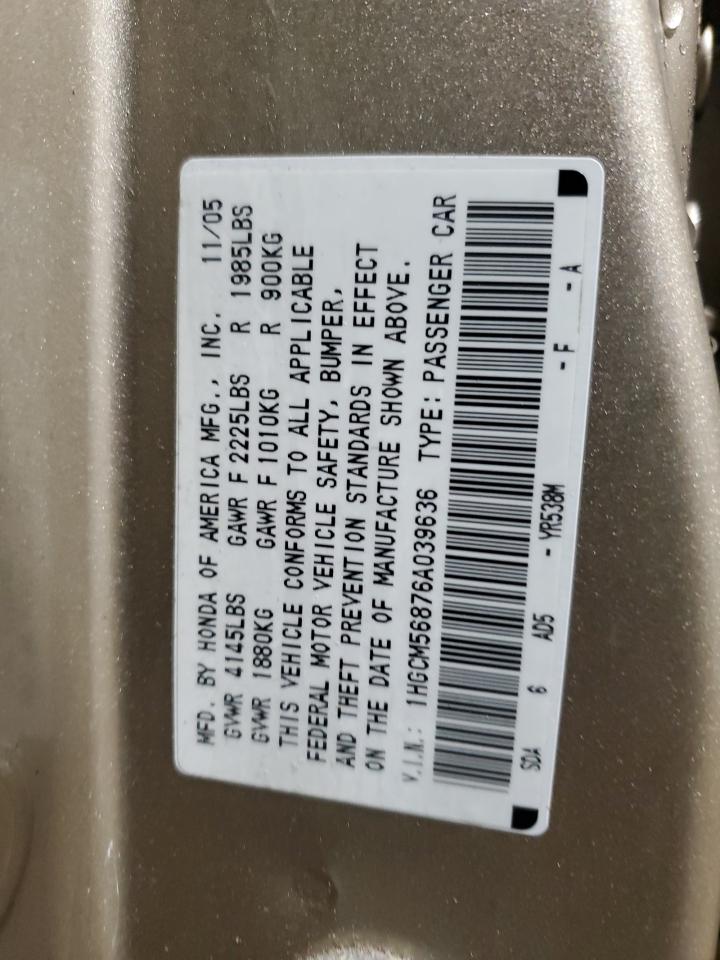 MFD. BY HONDA OF AMERICA MFG., INC. 11/05
GVWR 4145LBS GAWR F 2225LBS R 1985LBS
GVWR 1880KG GAWR F 1010KG R 900KG
THIS VEHICLE CONFORMS TO ALL APPLICABLE
FEDERAL MOTOR VEHICLE SAFETY, BUMPER,
AND THEFT PREVENTION STANDARDS IN EFFECT
ON THE DATE OF MANUFACTURE SHOWN ABOVE.
V.I.N.: 1HGCM56876A039636 TYPE: PASSENGER CAR
SDA 6 AD5 - YR538M - F - A